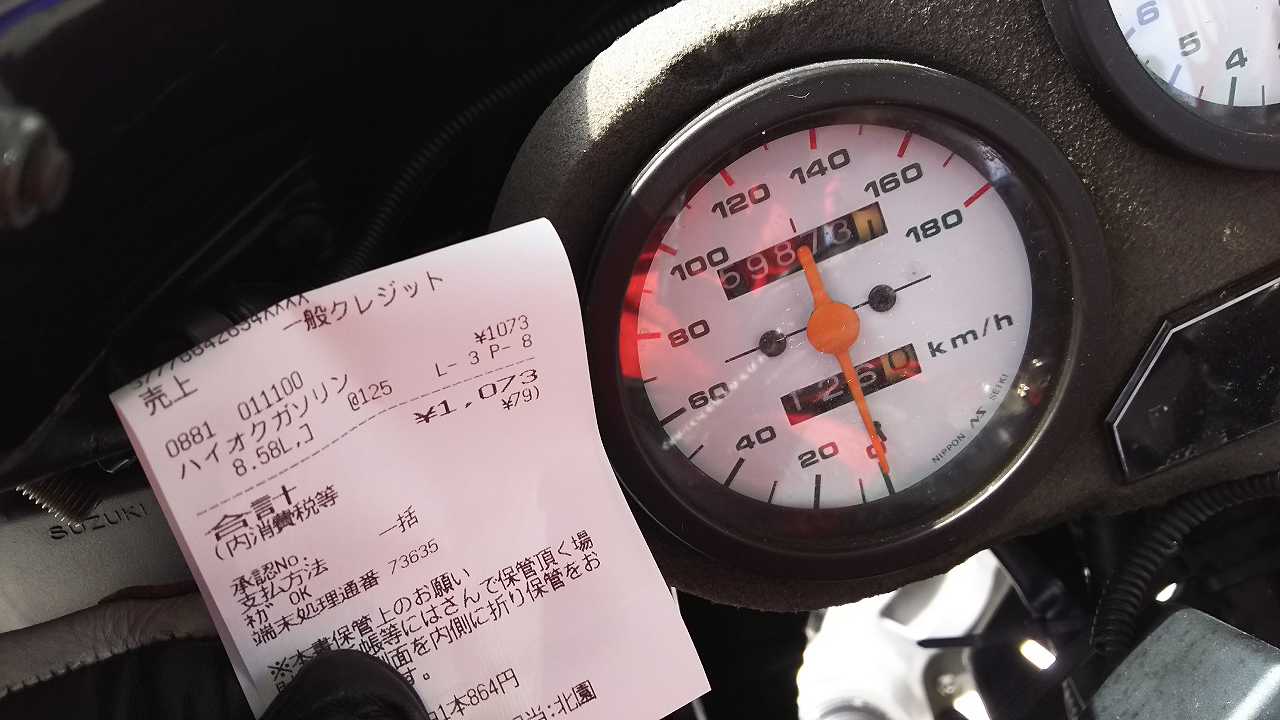 一般クレジット
売上
011100 ¥1073
0881 L- 3 P- 8
ハイオクガソリン
8.58L,] @125
合計 ¥1,073
(内消費税等 ¥79)
承認No.
支払方法 一括
初 OK
端末処理通番 73635
※本書保管上のお願い
帳等にはさんで保管頂く場
面を内側に折り保管をお
す。
1本864円
当:北園
SUZUKI
0
20
40
60
80
100
120
140
160
180
km/h
NIPPON NS SEIKI
6
5
4